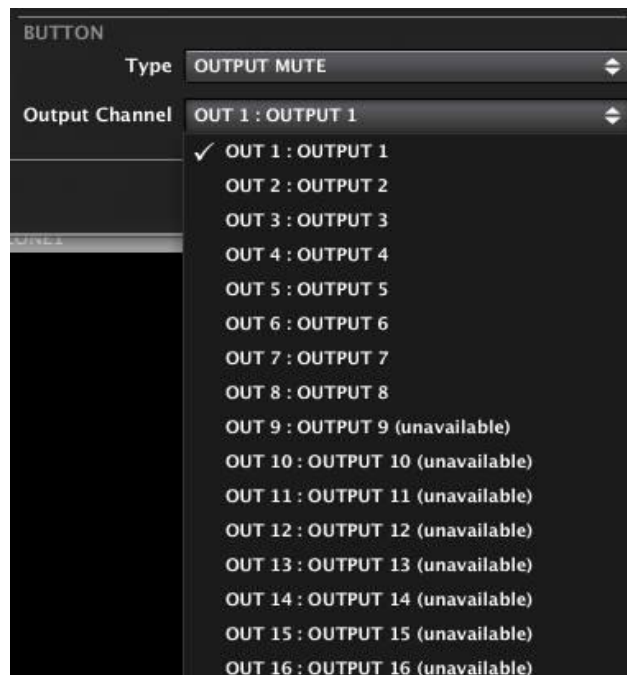 BUTTON
Type OUTPUT MUTE
Output Channel OUT 1 : OUTPUT 1
✓ OUT 1 : OUTPUT 1
OUT 2 : OUTPUT 2
OUT 3 : OUTPUT 3
OUT 4 : OUTPUT 4
OUT 5 : OUTPUT 5
OUT 6 : OUTPUT 6
OUT 7 : OUTPUT 7
OUT 8 : OUTPUT 8
OUT 9 : OUTPUT 9 (unavailable)
OUT 10 : OUTPUT 10 (unavailable)
OUT 11 : OUTPUT 11 (unavailable)
OUT 12 : OUTPUT 12 (unavailable)
OUT 13 : OUTPUT 13 (unavailable)
OUT 14 : OUTPUT 14 (unavailable)
OUT 15 : OUTPUT 15 (unavailable)
OUT 16 : OUTPUT 16 (unavailable)